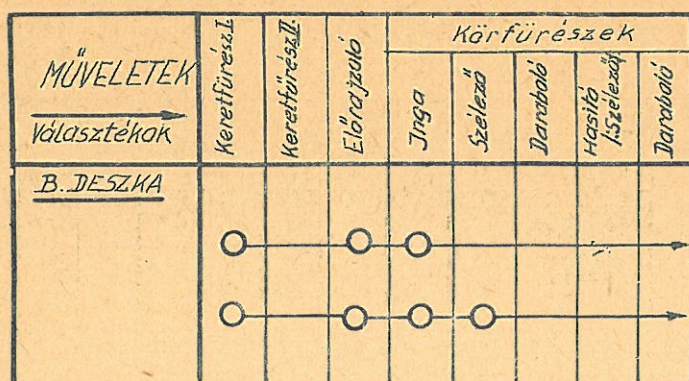 MŰVELETEK
Választékok
Keretfűrész I.
Keretfűrész II.
Előrajzoló
Körfűrészek
Inga
Szélező
Daraboló
Hasító
/:Szélező/:
Daraboló
B. DESZKA